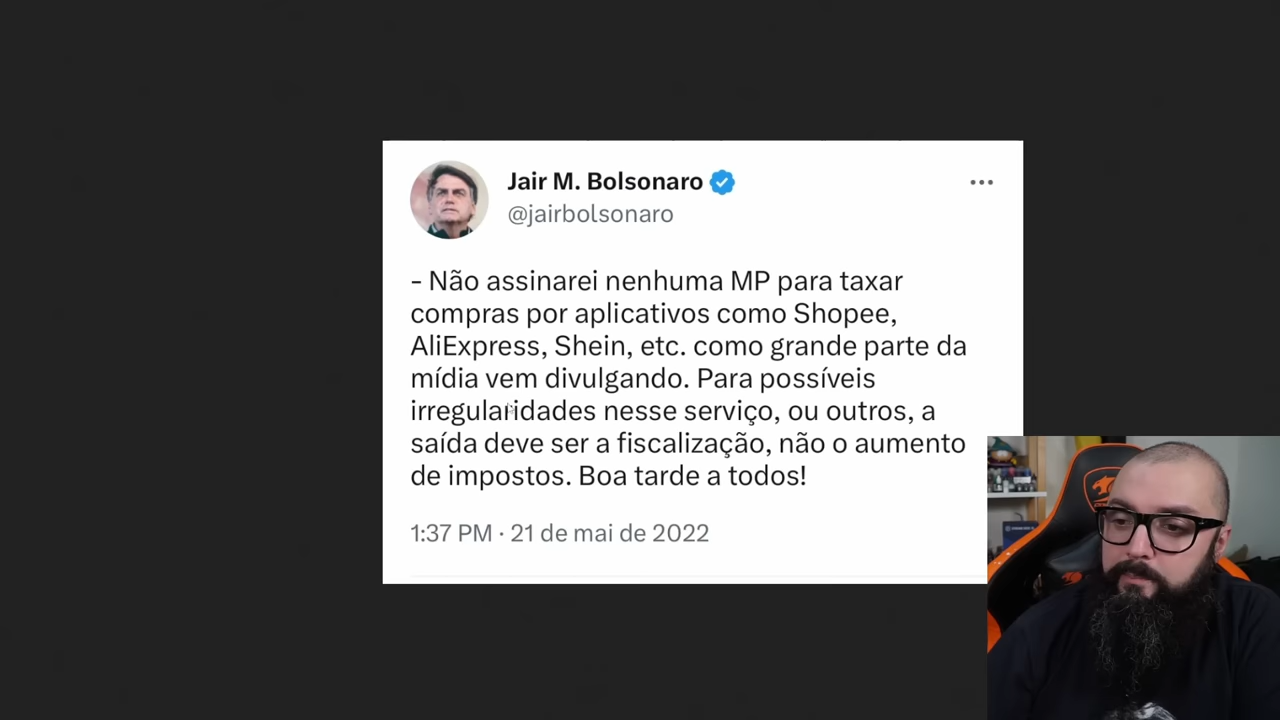 Jair M. Bolsonaro
@jairbolsonaro
- Não assinarei nenhuma MP para taxar
compras por aplicativos como Shopee,
AliExpress, Shein, etc. como grande parte da
mídia vem divulgando. Para possíveis
irregularidades nesse serviço, ou outros, a
saída deve ser a fiscalização, não o aumento
de impostos. Boa tarde a todos!
1:37 PM · 21 de mai de 2022